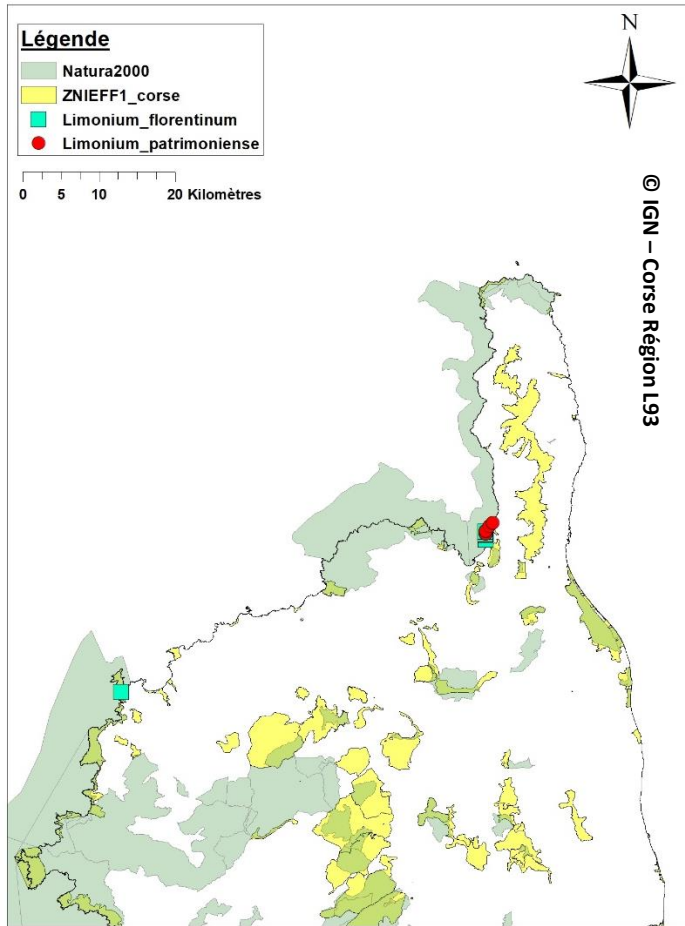 Légende
Natura2000
ZNIEFF1_corse
Limonium_florentinum
Limonium_patrimoniense
0 5 10 20 Kilomètres
N
© IGN – Corse Région L93